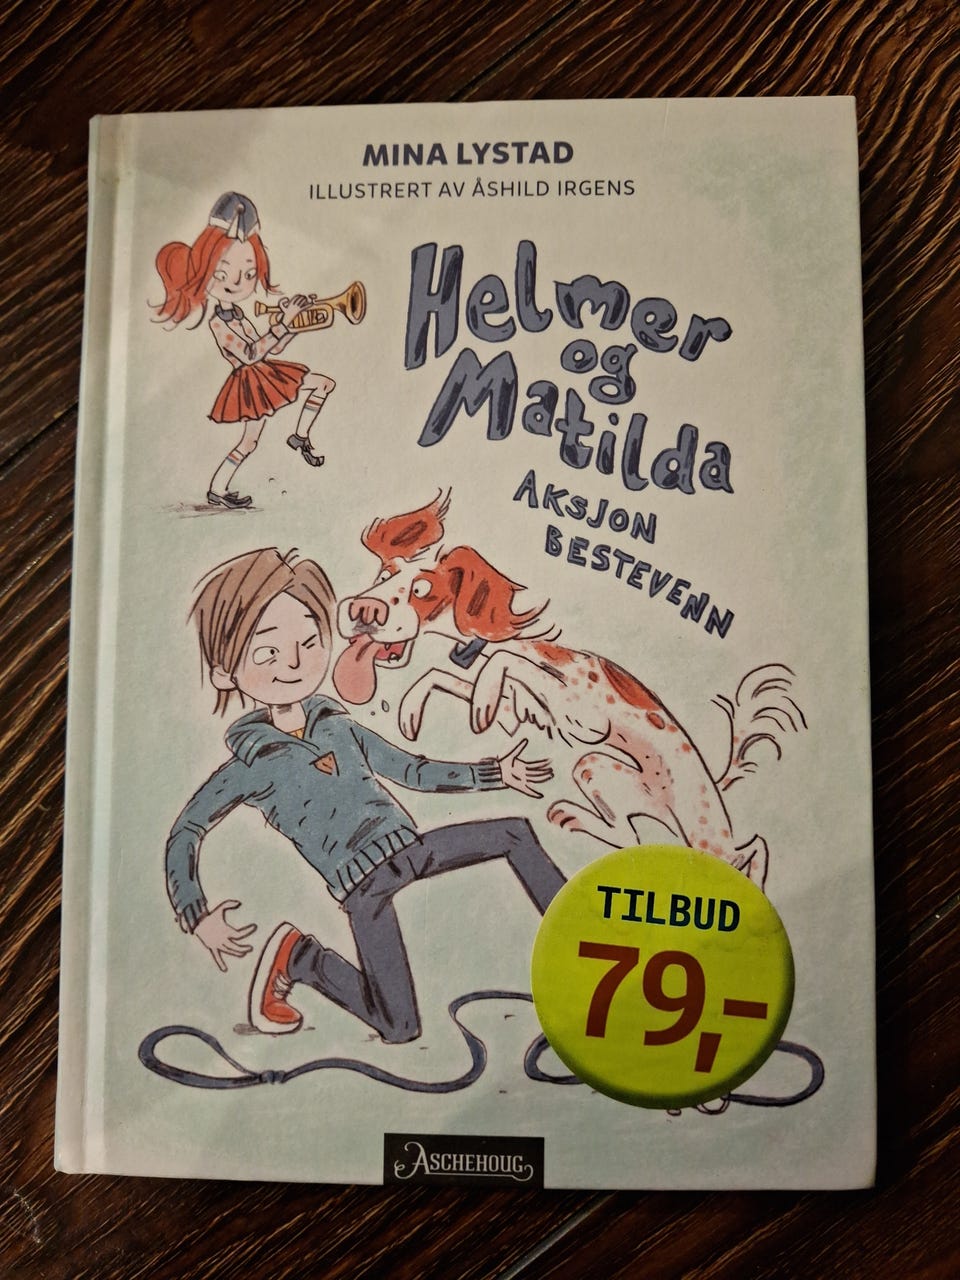 MINA LYSTAD
ILLUSTRERT AV ÅSHILD IRGENS
Helmer
og
Matilda
AKSJON
BESTEVENN
TILBUD
79,-
ASCHEHOUG